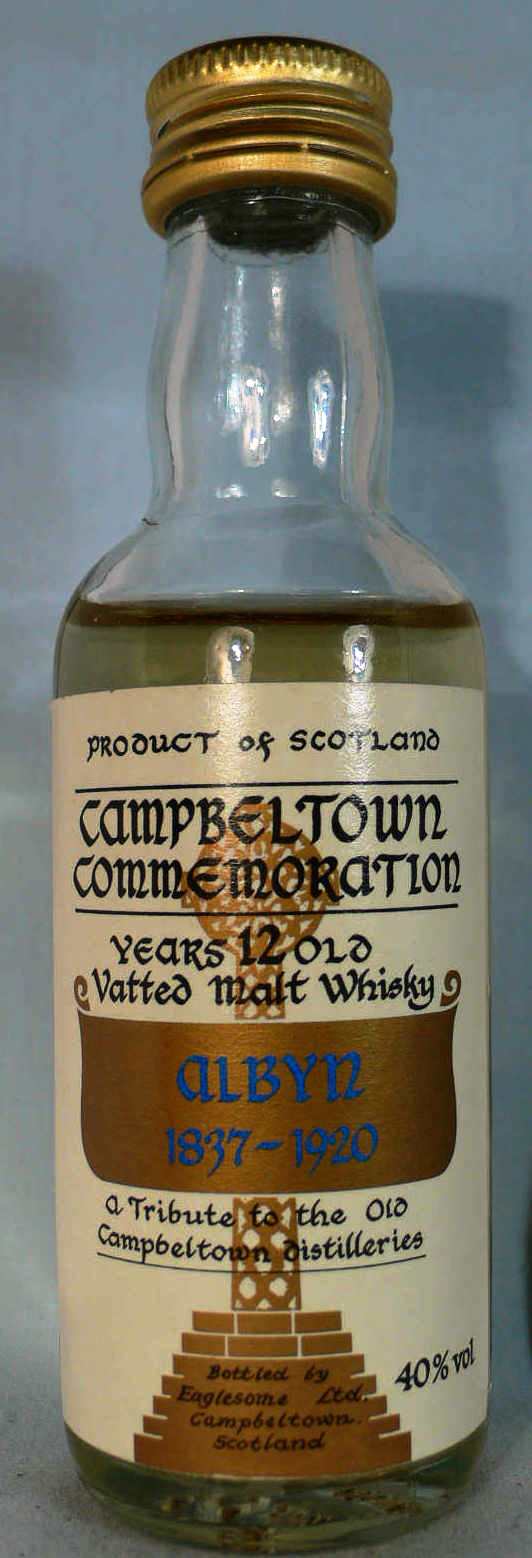 PRODUCT of SCOTLAND
CAMPBELTOWN
COMMEMORATION
YEARS 12 OLD
Vatted Malt Whisky
ALBYN
1837-1920
a Tribute to the Old
Campbeltown distilleries
40% vol
Bottled by
Eaglesome Ltd.
Campbeltown.
Scotland